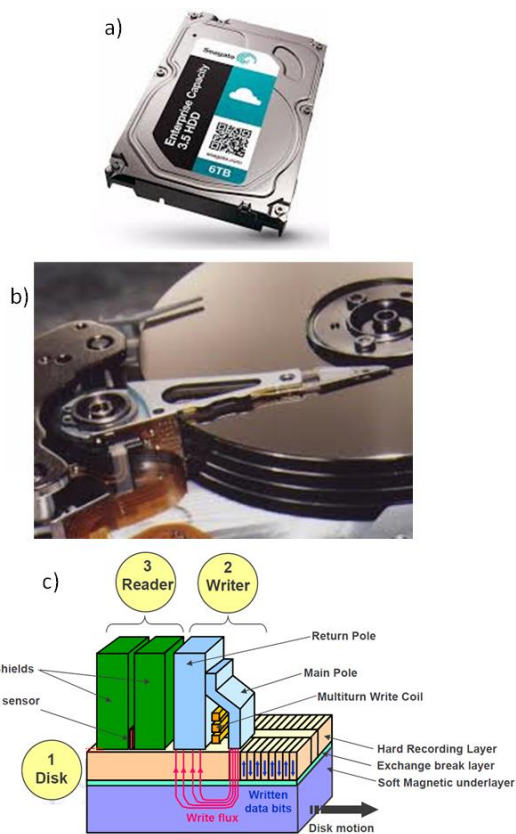 a)
Seagate
Enterprise Capacity
3.5 HDD
seagate.com
6TB
b)
c)
3
Reader
2
Writer
Return Pole
hields
Main Pole
sensor
Multiturn Write Coil
1
Disk
Hard Recording Layer
Exchange break layer
Soft Magnetic underlayer
Written
data bits
Write flux
Disk motion